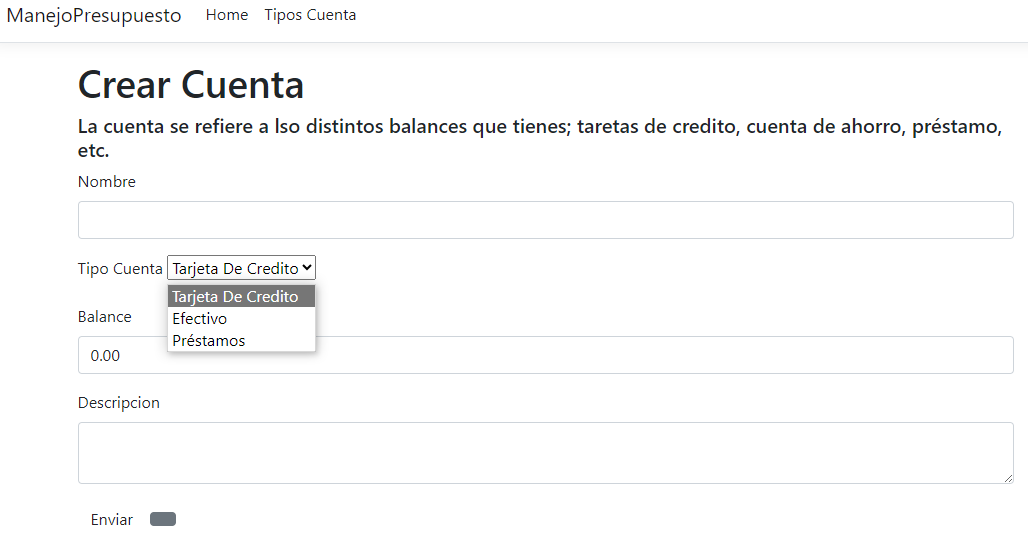 ManejoPresupuesto Home Tipos Cuenta
Crear Cuenta
La cuenta se refiere a lso distintos balances que tienes; taretas de credito, cuenta de ahorro, préstamo,
etc.
Nombre
Tipo Cuenta Tarjeta De Credito
Tarjeta De Credito
Efectivo
Préstamos
Balance
0.00
Descripcion
Enviar